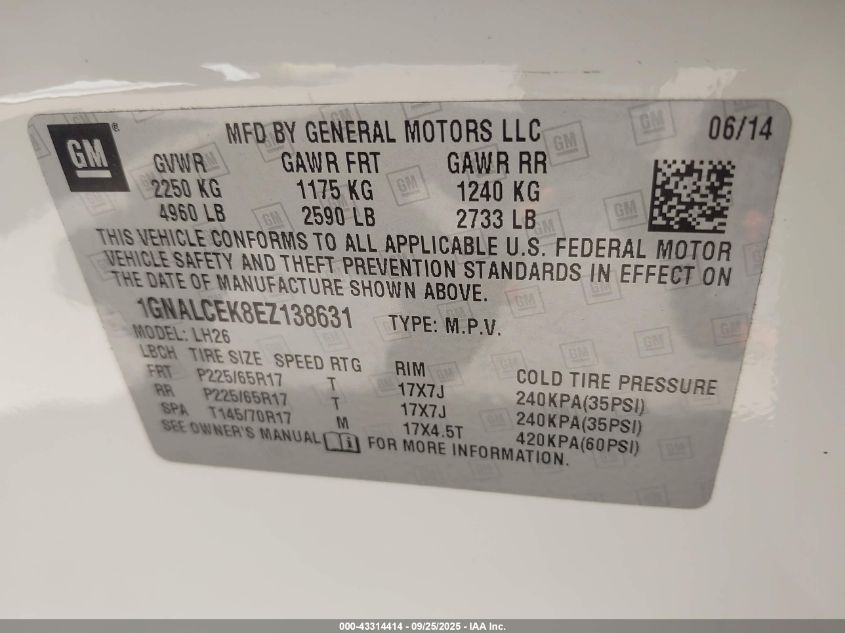 GM ®
MFD BY GENERAL MOTORS LLC 06/14
GVWR GAWR FRT GAWR RR
2250 KG 1175 KG 1240 KG
4960 LB 2590 LB 2733 LB
THIS VEHICLE CONFORMS TO ALL APPLICABLE U.S. FEDERAL MOTOR
VEHICLE SAFETY AND THEFT PREVENTION STANDARDS IN EFFECT ON
THE DATE OF MANUFACTURE SHOWN ABOVE.
1GNALCEK8EZ138631 TYPE: M.P.V.
MODEL: LH26
LBCH TIRE SIZE SPEED RTG RIM COLD TIRE PRESSURE
FRT P225/65R17 T 17X7J 240KPA(35PSI)
RR P225/65R17 T 17X7J 240KPA(35PSI)
SPA T145/70R17 M 17X4.5T 420KPA(60PSI)
SEE OWNER'S MANUAL FOR MORE INFORMATION.
000-43314414 - 09/25/2025 - IAA Inc.